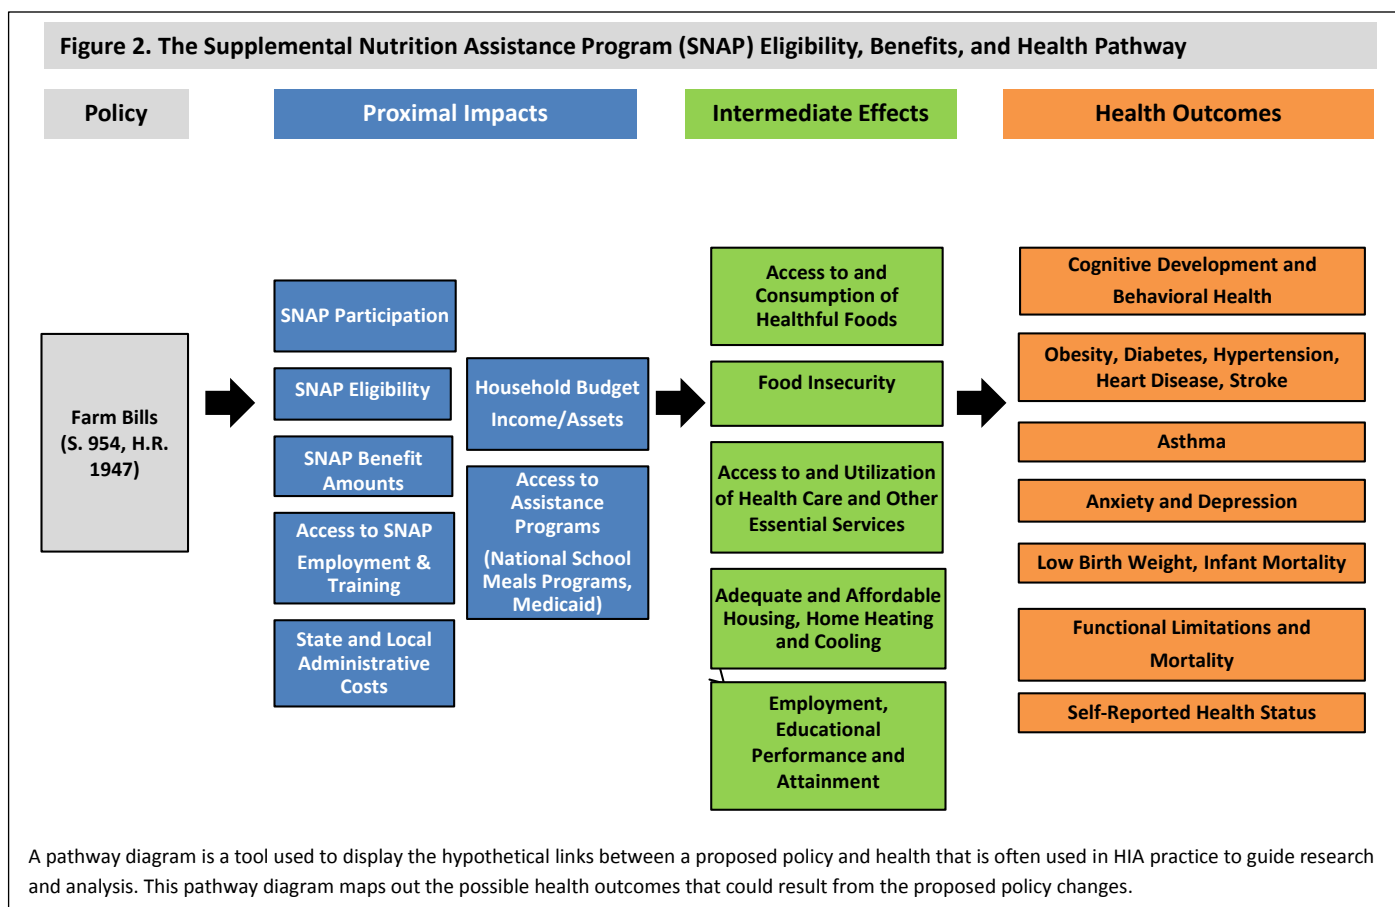 Figure 2. The Supplemental Nutrition Assistance Program (SNAP) Eligibility, Benefits, and Health Pathway
Policy
Proximal Impacts
Intermediate Effects
Health Outcomes
Farm Bills
(S. 954, H.R.
1947)
SNAP Participation
SNAP Eligibility
SNAP Benefit
Amounts
Access to SNAP
Employment &
Training
State and Local
Administrative
Costs
Household Budget
Income/Assets
Access to
Assistance
Programs
(National School
Meals Programs,
Medicaid)
Access to and
Consumption of
Healthful Foods
Food Insecurity
Access to and Utilization
of Health Care and Other
Essential Services
Adequate and Affordable
Housing, Home Heating
and Cooling
Employment,
Educational
Performance and
Attainment
Cognitive Development and
Behavioral Health
Obesity, Diabetes, Hypertension,
Heart Disease, Stroke
Asthma
Anxiety and Depression
Low Birth Weight, Infant Mortality
Functional Limitations and
Mortality
Self-Reported Health Status
A pathway diagram is a tool used to display the hypothetical links between a proposed policy and health that is often used in HIA practice to guide research
and analysis. This pathway diagram maps out the possible health outcomes that could result from the proposed policy changes.